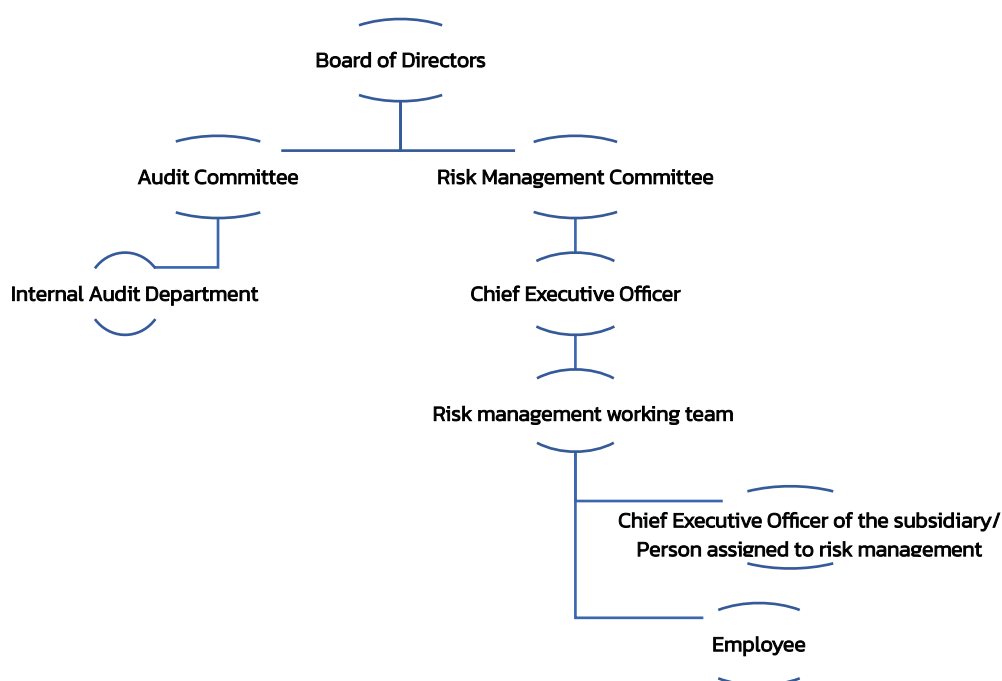 Board of Directors
Audit Committee
Risk Management Committee
Internal Audit Department
Chief Executive Officer
Risk management working team
Chief Executive Officer of the subsidiary/
Person assigned to risk management
Employee